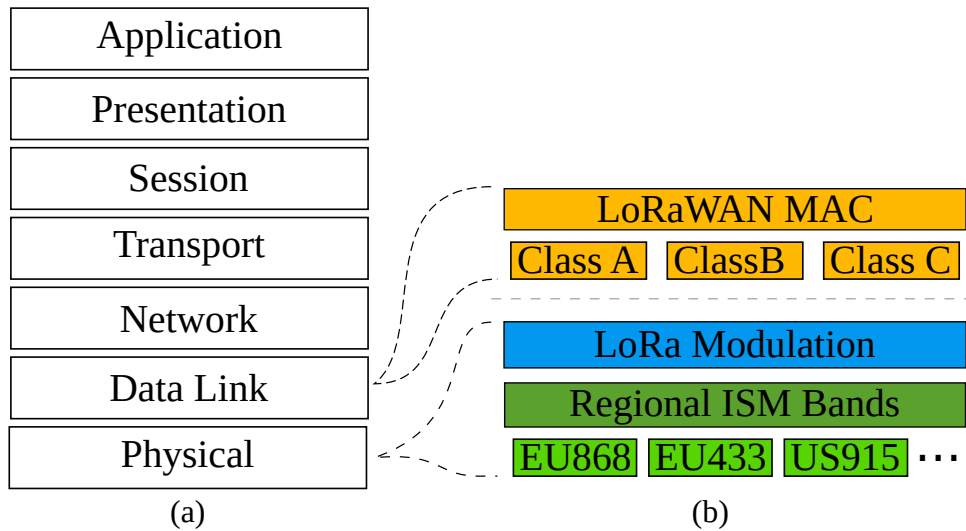 Application
Presentation
Session
Transport
Network
Data Link
Physical
(a)
LoRaWAN MAC
Class A ClassB Class C
LoRa Modulation
Regional ISM Bands
EU868 EU433 US915 ...
(b)